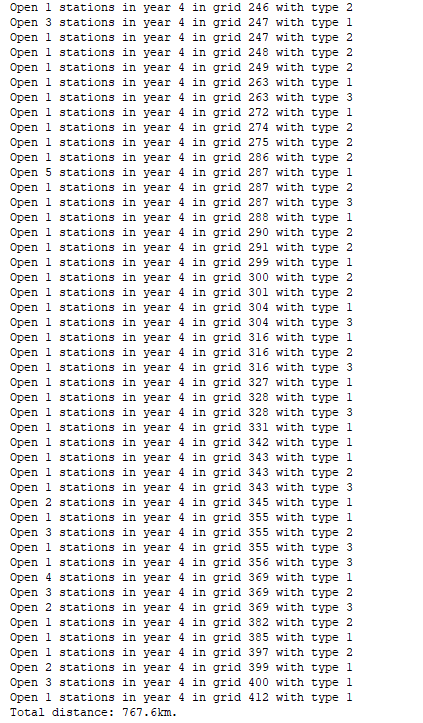 Open 1 stations in year 4 in grid 246 with type 2
Open 3 stations in year 4 in grid 247 with type 1
Open 1 stations in year 4 in grid 247 with type 2
Open 1 stations in year 4 in grid 248 with type 2
Open 1 stations in year 4 in grid 249 with type 2
Open 1 stations in year 4 in grid 263 with type 1
Open 1 stations in year 4 in grid 263 with type 3
Open 1 stations in year 4 in grid 272 with type 1
Open 1 stations in year 4 in grid 274 with type 2
Open 1 stations in year 4 in grid 275 with type 2
Open 1 stations in year 4 in grid 286 with type 2
Open 5 stations in year 4 in grid 287 with type 1
Open 1 stations in year 4 in grid 287 with type 2
Open 1 stations in year 4 in grid 287 with type 3
Open 1 stations in year 4 in grid 288 with type 1
Open 1 stations in year 4 in grid 290 with type 2
Open 1 stations in year 4 in grid 291 with type 2
Open 1 stations in year 4 in grid 299 with type 1
Open 1 stations in year 4 in grid 300 with type 2
Open 1 stations in year 4 in grid 301 with type 2
Open 1 stations in year 4 in grid 304 with type 1
Open 1 stations in year 4 in grid 304 with type 3
Open 1 stations in year 4 in grid 316 with type 1
Open 1 stations in year 4 in grid 316 with type 2
Open 1 stations in year 4 in grid 316 with type 3
Open 1 stations in year 4 in grid 327 with type 1
Open 1 stations in year 4 in grid 328 with type 1
Open 1 stations in year 4 in grid 328 with type 3
Open 1 stations in year 4 in grid 331 with type 1
Open 1 stations in year 4 in grid 342 with type 1
Open 1 stations in year 4 in grid 343 with type 1
Open 1 stations in year 4 in grid 343 with type 2
Open 1 stations in year 4 in grid 343 with type 3
Open 2 stations in year 4 in grid 345 with type 1
Open 1 stations in year 4 in grid 355 with type 1
Open 3 stations in year 4 in grid 355 with type 2
Open 1 stations in year 4 in grid 355 with type 3
Open 1 stations in year 4 in grid 356 with type 3
Open 4 stations in year 4 in grid 369 with type 1
Open 3 stations in year 4 in grid 369 with type 2
Open 2 stations in year 4 in grid 369 with type 3
Open 1 stations in year 4 in grid 382 with type 2
Open 1 stations in year 4 in grid 385 with type 1
Open 1 stations in year 4 in grid 397 with type 2
Open 2 stations in year 4 in grid 399 with type 1
Open 3 stations in year 4 in grid 400 with type 1
Open 1 stations in year 4 in grid 412 with type 1
Total distance: 767.6km.